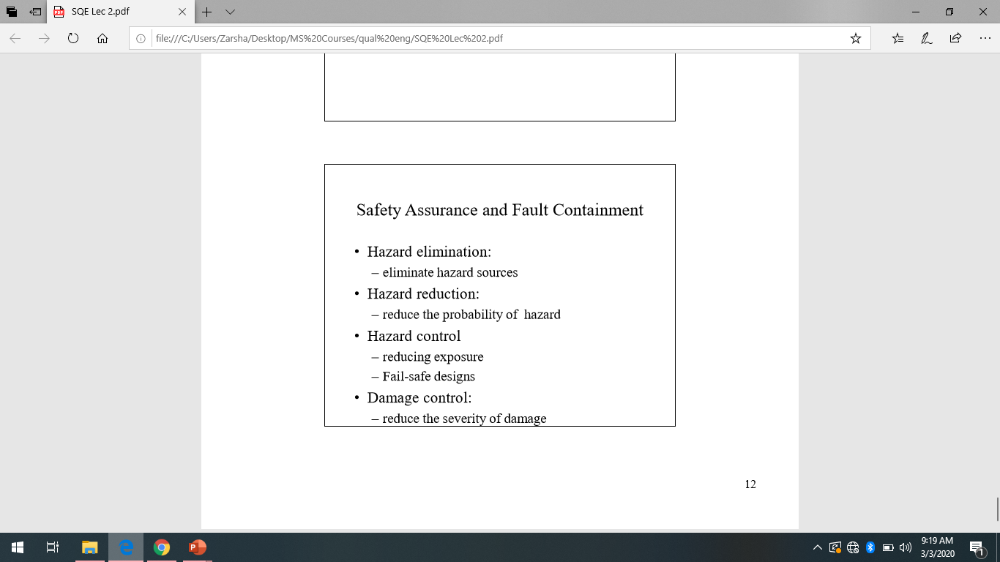 SQE Lec 2.pdf
file:///C:/Users/Zarsha/Desktop/MS%20Courses/qual%20eng/SQE%20Lec%202.pdf
Safety Assurance and Fault Containment
• Hazard elimination:
– eliminate hazard sources
• Hazard reduction:
– reduce the probability of  hazard
• Hazard control
– reducing exposure
– Fail-safe designs
• Damage control:
– reduce the severity of damage
12
9:19 AM
3/3/2020
1